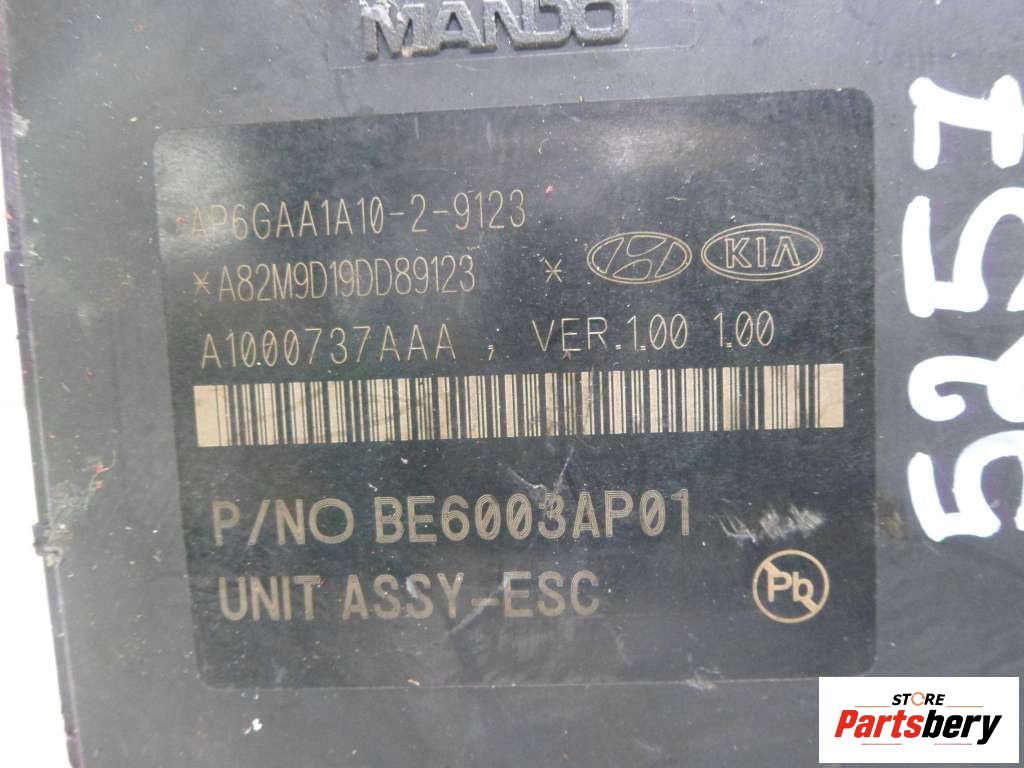 MANDO
AP6GAA1A10-2-9123
*A82M9D19DD89123 *
KIA
A1000737AAA , VER.1.00 1.00
P/NO BE6003AP01
UNIT ASSY-ESC
Pb
5257
STORE
Partsbery